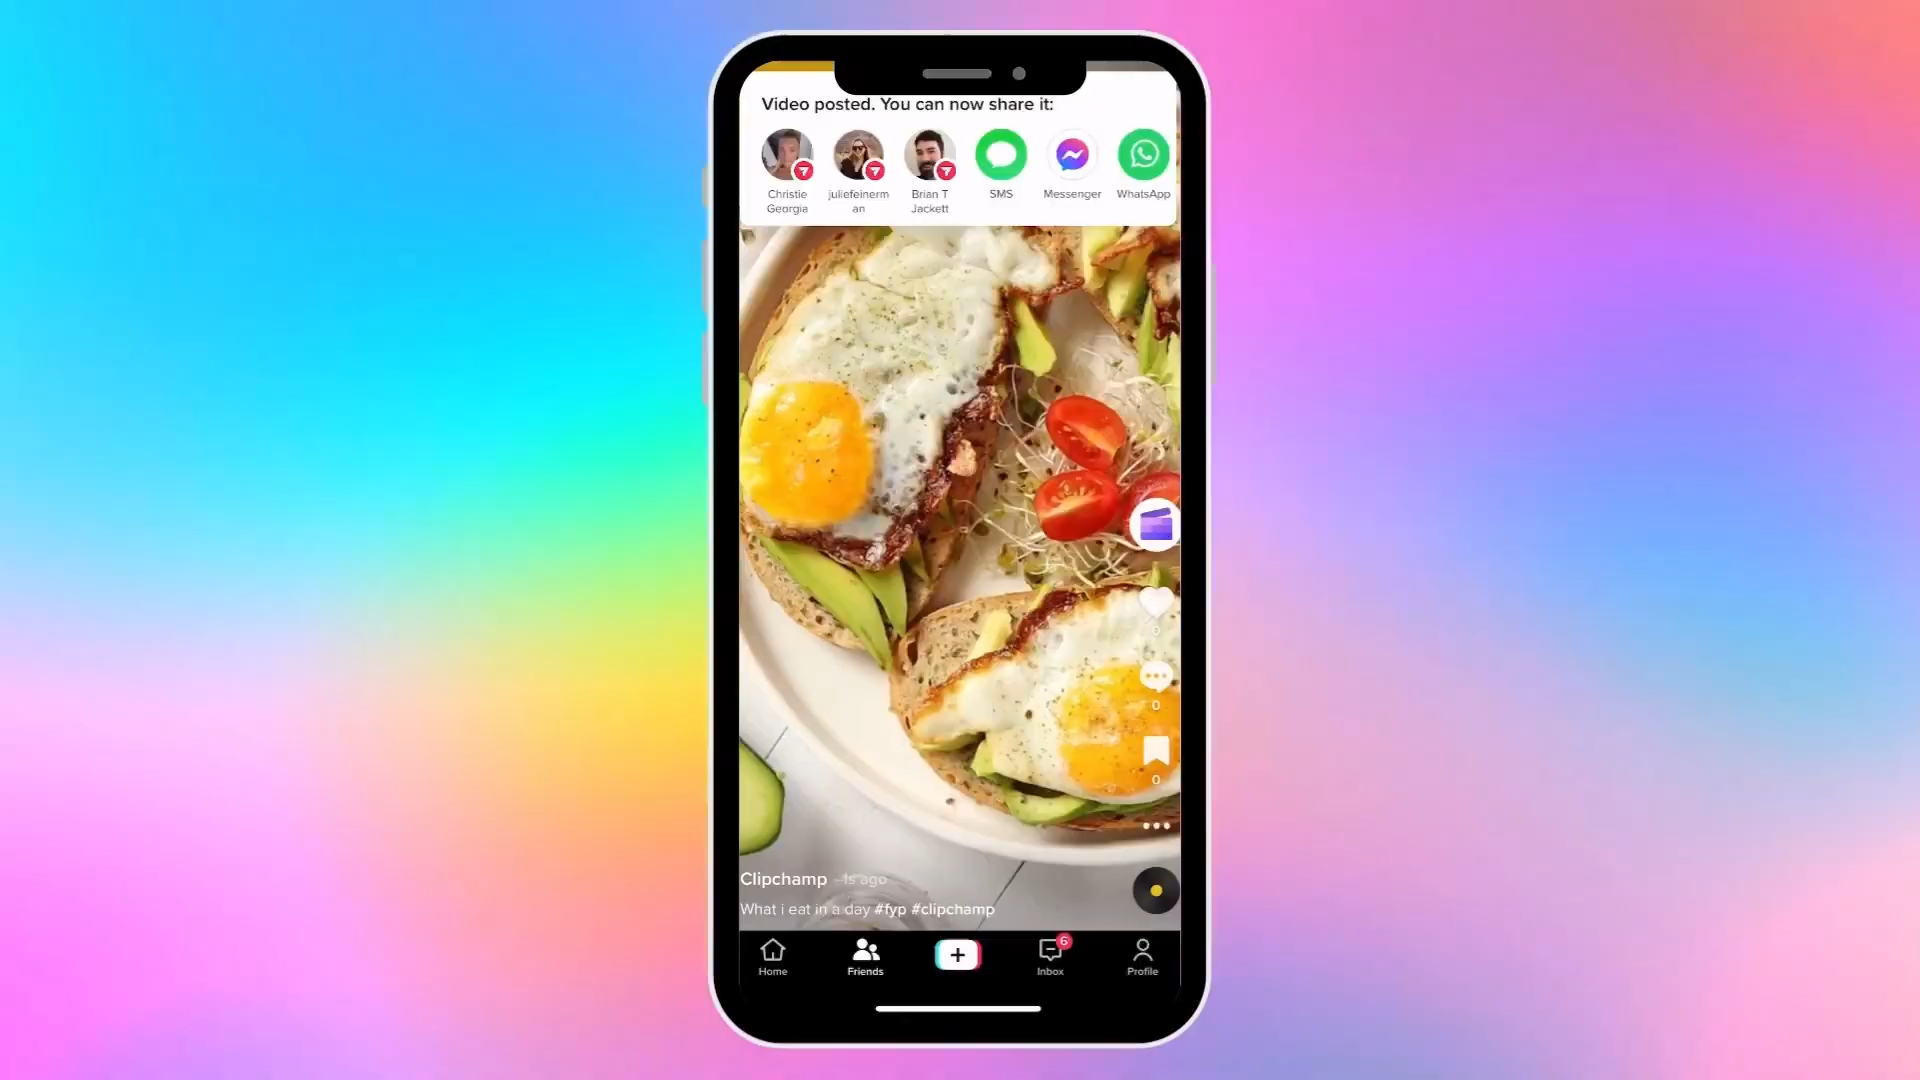 Video posted. You can now share it:
Christie
Georgia
juliefeinerm
an
Brian T
Jackett
SMS
Messenger
WhatsApp
0
0
0
Clipchamp · 1s ago
What i eat in a day #fyp #clipchamp
Home
Friends
Inbox
6
Profile